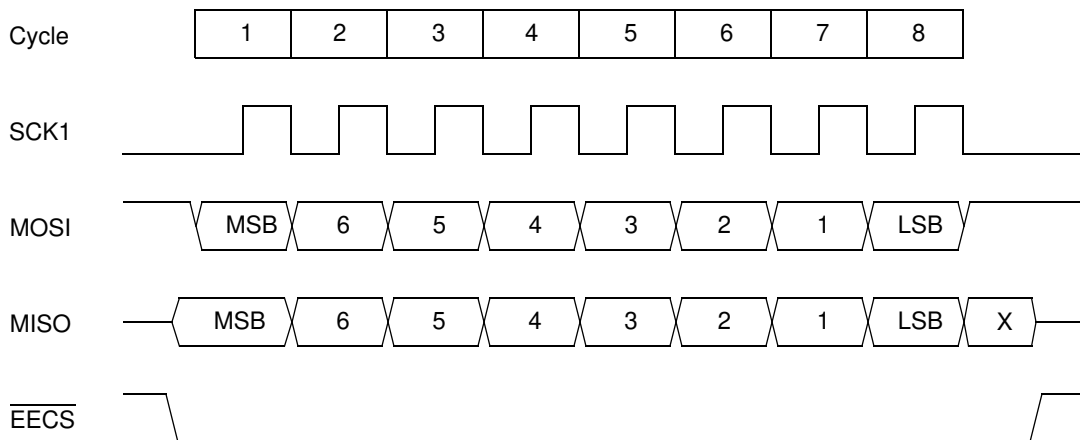 Cycle 1 2 3 4 5 6 7 8
SCK1
MOSI MSB 6 5 4 3 2 1 LSB
MISO MSB 6 5 4 3 2 1 LSB X
EECS